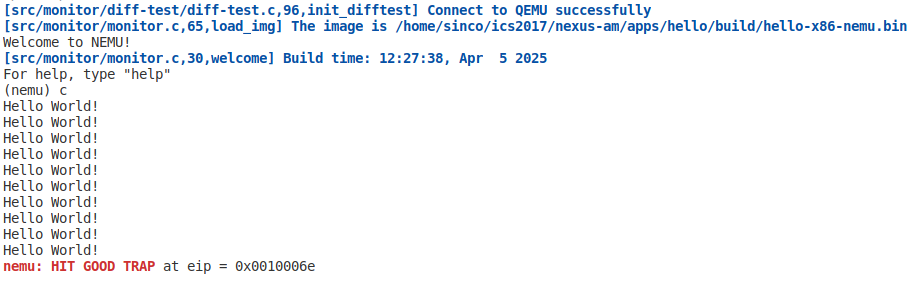 [src/monitor/diff-test/diff-test.c,96,init_difftest] Connect to QEMU successfully
[src/monitor/monitor.c,65,load_img] The image is /home/sinco/ics2017/nexus-am/apps/hello/build/hello-x86-nemu.bin
Welcome to NEMU!
[src/monitor/monitor.c,30,welcome] Build time: 12:27:38, Apr  5 2025
For help, type "help"
(nemu) c
Hello World!
Hello World!
Hello World!
Hello World!
Hello World!
Hello World!
Hello World!
Hello World!
Hello World!
Hello World!
nemu: HIT GOOD TRAP at eip = 0x0010006e